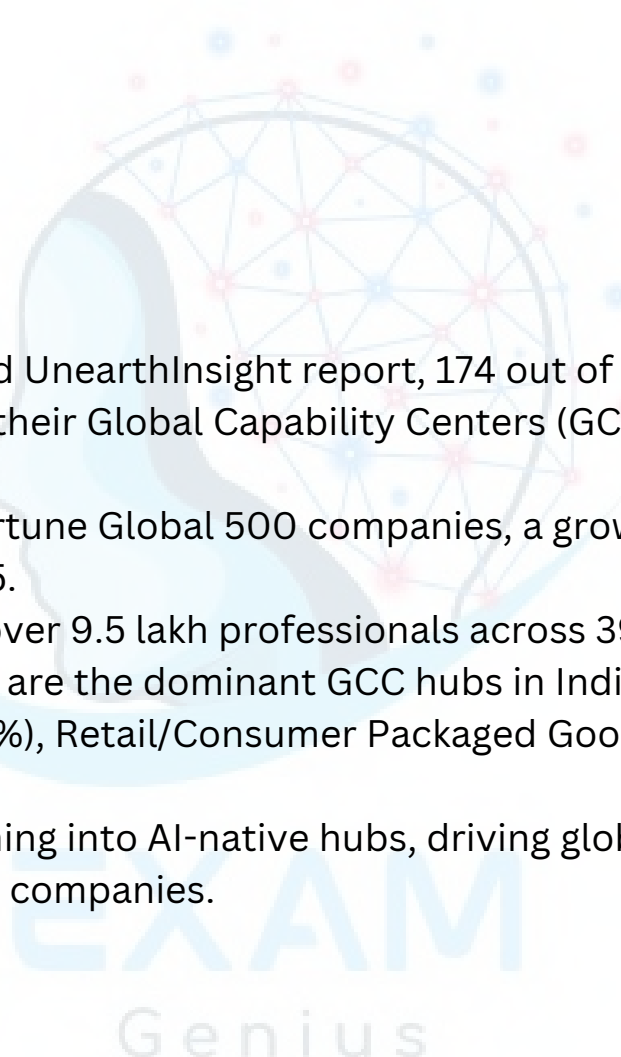 d UnearthInsight report, 174 out of
their Global Capability Centers (GC
rtune Global 500 companies, a grow
5.
over 9.5 lakh professionals across 39
are the dominant GCC hubs in Indi
%), Retail/Consumer Packaged Goo
ning into AI-native hubs, driving glob
companies.
EXAM
Genius